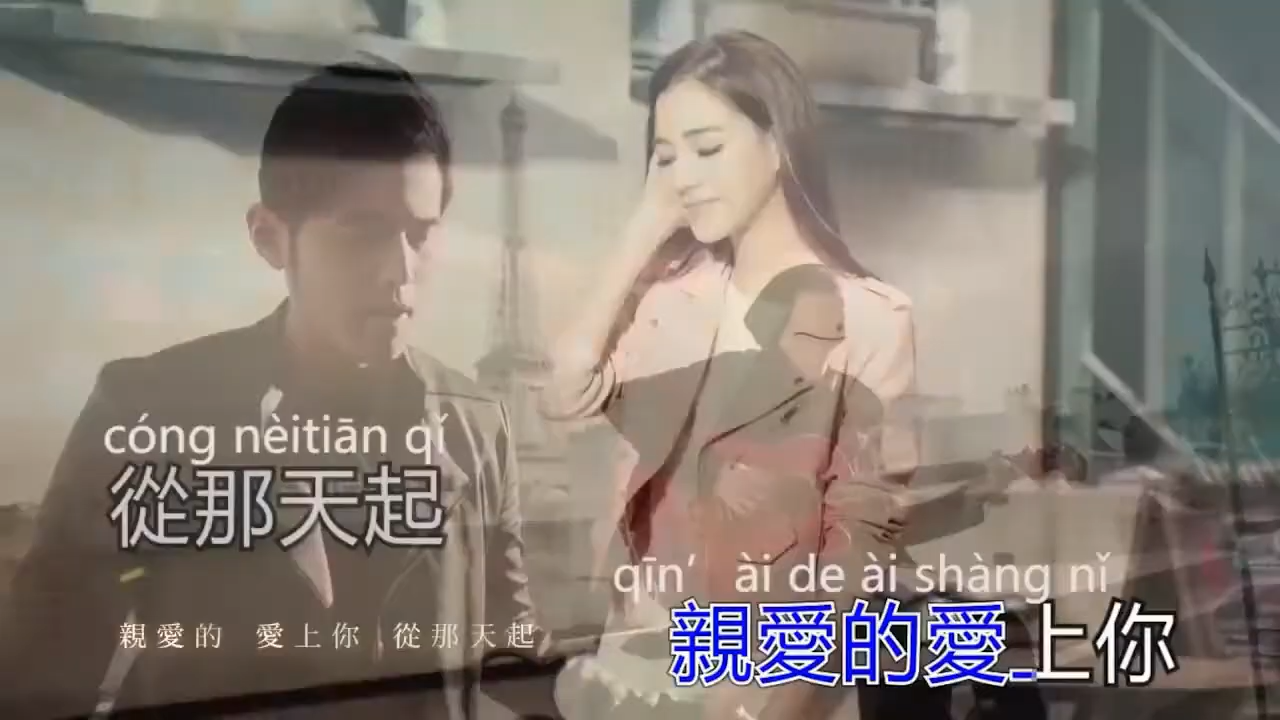 cóng nèitiān qǐ
從那天起
qīn’ ài de ài shàng nǐ
親愛的愛上你
親愛的 愛上你 從那天起